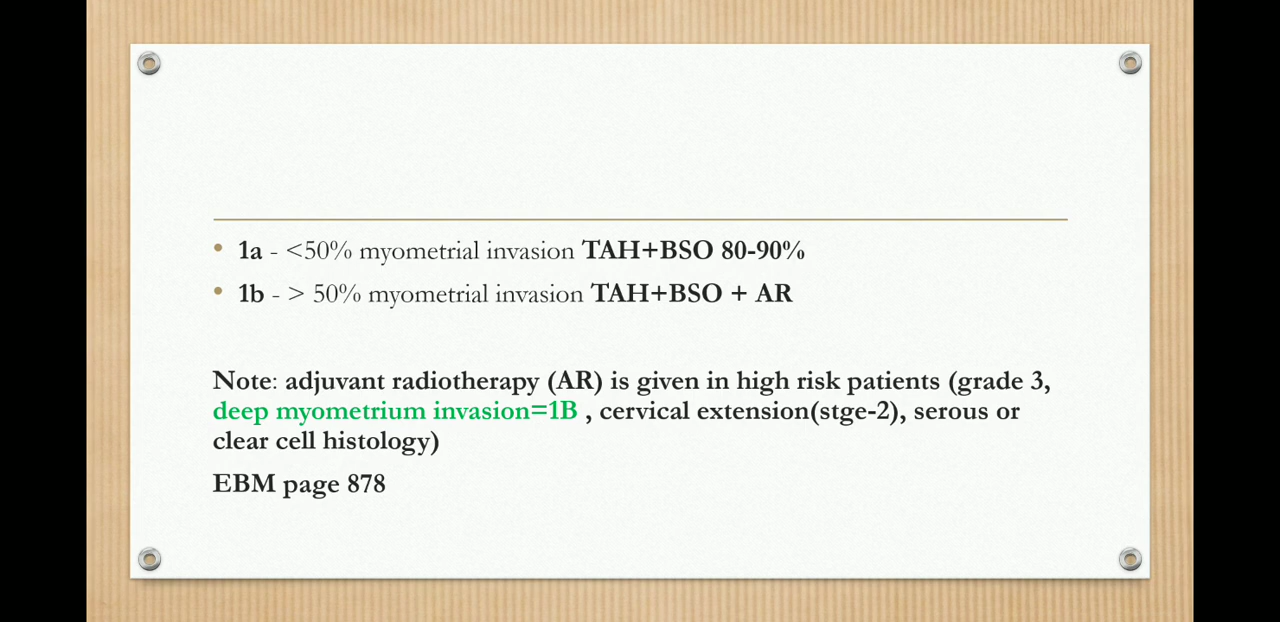 • 1a - <50% myometrial invasion TAH+BSO 80-90%
• 1b - > 50% myometrial invasion TAH+BSO + AR
Note: adjuvant radiotherapy (AR) is given in high risk patients (grade 3,
deep myometrium invasion=1B , cervical extension(stge-2), serous or
clear cell histology)
EBM page 878